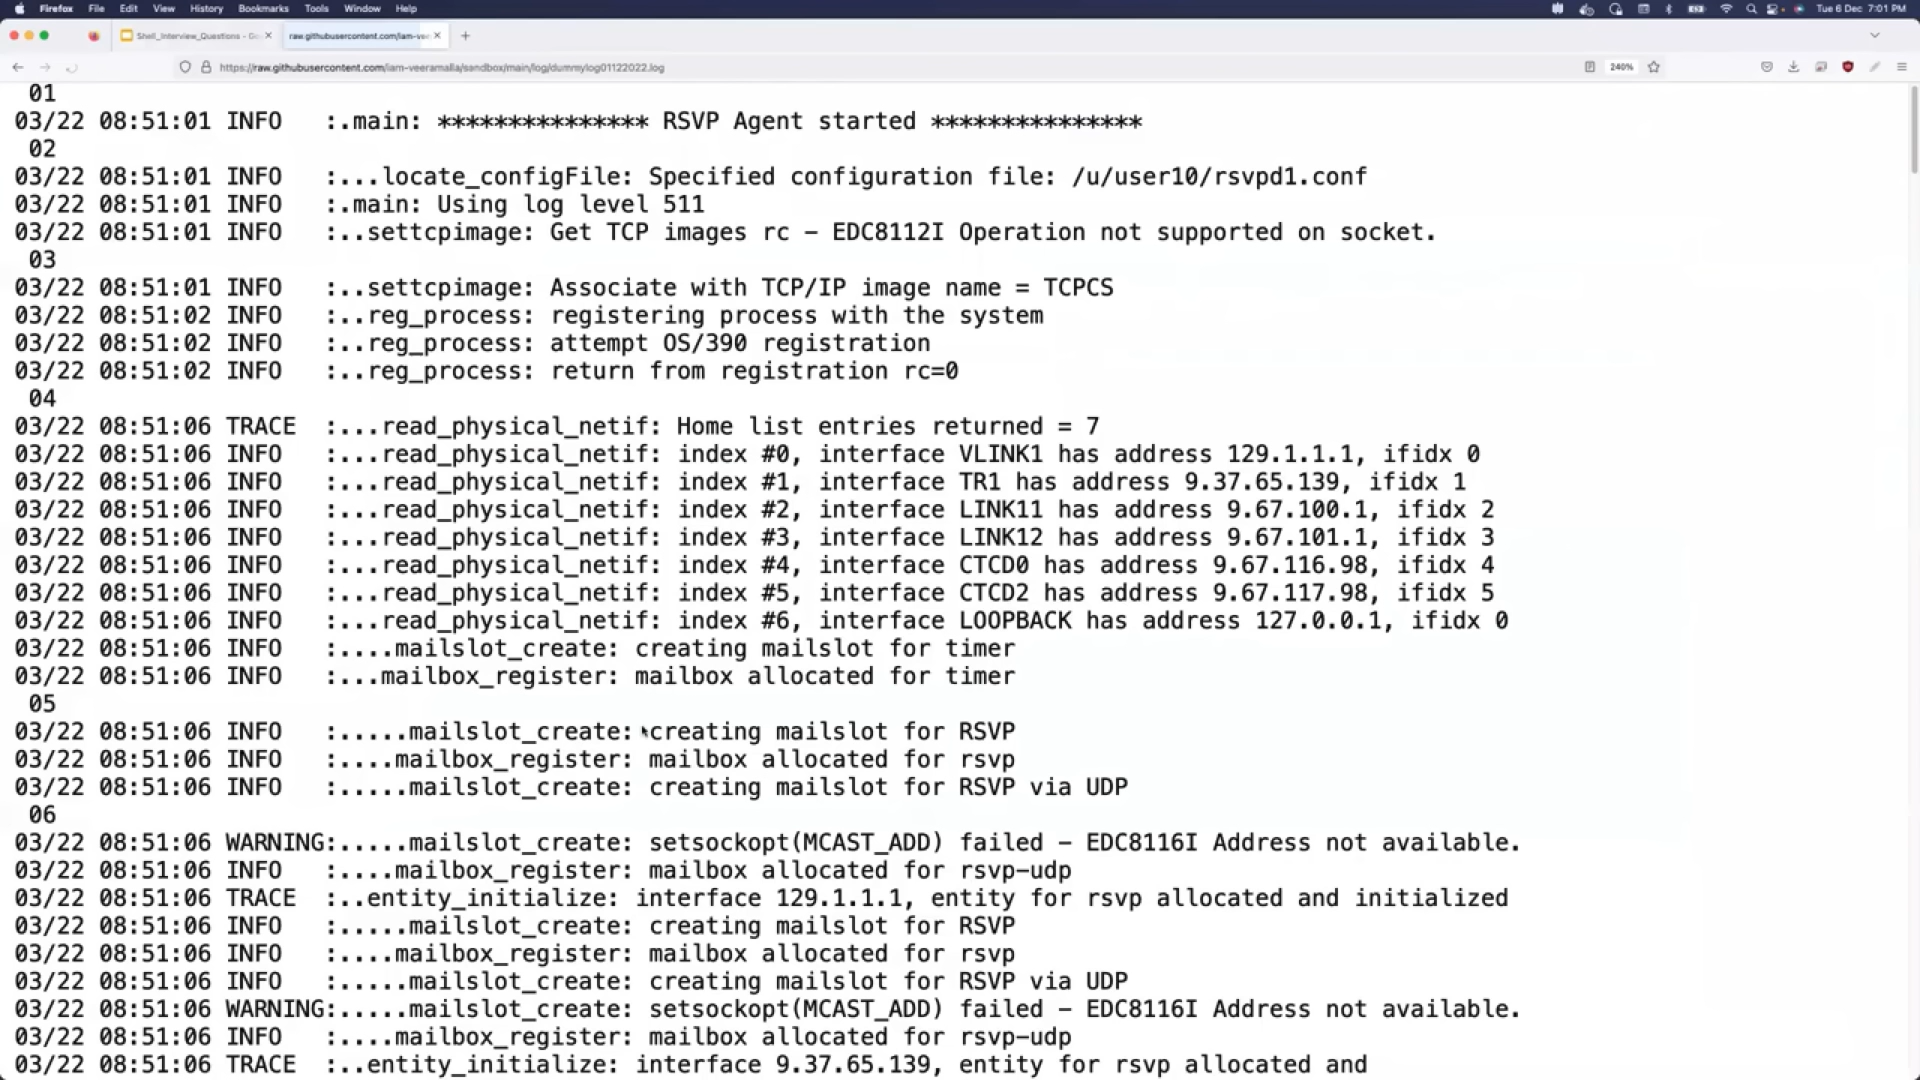 Firefox File Edit View History Bookmarks Tools Window Help Tue 6 Dec 7:01 PM
Shell_Interview_Questions - Go raw.githubusercontent.com/iam-vee
https://raw.githubusercontent.com/iam-veeramalla/sandbox/main/log/dummylog01122022.log 240%
01
03/22 08:51:01 INFO :.main: *************** RSVP Agent started ***************
02
03/22 08:51:01 INFO :...locate_configFile: Specified configuration file: /u/user10/rsvpd1.conf
03/22 08:51:01 INFO :.main: Using log level 511
03/22 08:51:01 INFO :..settcpimage: Get TCP images rc - EDC8112I Operation not supported on socket.
03
03/22 08:51:01 INFO :..settcpimage: Associate with TCP/IP image name = TCPCS
03/22 08:51:02 INFO :..reg_process: registering process with the system
03/22 08:51:02 INFO :..reg_process: attempt OS/390 registration
03/22 08:51:02 INFO :..reg_process: return from registration rc=0
04
03/22 08:51:06 TRACE :...read_physical_netif: Home list entries returned = 7
03/22 08:51:06 INFO :...read_physical_netif: index #0, interface VLINK1 has address 129.1.1.1, ifidx 0
03/22 08:51:06 INFO :...read_physical_netif: index #1, interface TR1 has address 9.37.65.139, ifidx 1
03/22 08:51:06 INFO :...read_physical_netif: index #2, interface LINK11 has address 9.67.100.1, ifidx 2
03/22 08:51:06 INFO :...read_physical_netif: index #3, interface LINK12 has address 9.67.101.1, ifidx 3
03/22 08:51:06 INFO :...read_physical_netif: index #4, interface CTCD0 has address 9.67.116.98, ifidx 4
03/22 08:51:06 INFO :...read_physical_netif: index #5, interface CTCD2 has address 9.67.117.98, ifidx 5
03/22 08:51:06 INFO :...read_physical_netif: index #6, interface LOOPBACK has address 127.0.0.1, ifidx 0
03/22 08:51:06 INFO :....mailslot_create: creating mailslot for timer
03/22 08:51:06 INFO :...mailbox_register: mailbox allocated for timer
05
03/22 08:51:06 INFO :.....mailslot_create: creating mailslot for RSVP
03/22 08:51:06 INFO :....mailbox_register: mailbox allocated for rsvp
03/22 08:51:06 INFO :.....mailslot_create: creating mailslot for RSVP via UDP
06
03/22 08:51:06 WARNING:.....mailslot_create: setsockopt(MCAST_ADD) failed - EDC8116I Address not available.
03/22 08:51:06 INFO :....mailbox_register: mailbox allocated for rsvp-udp
03/22 08:51:06 TRACE :..entity_initialize: interface 129.1.1.1, entity for rsvp allocated and initialized
03/22 08:51:06 INFO :.....mailslot_create: creating mailslot for RSVP
03/22 08:51:06 INFO :....mailbox_register: mailbox allocated for rsvp
03/22 08:51:06 INFO :.....mailslot_create: creating mailslot for RSVP via UDP
03/22 08:51:06 WARNING:.....mailslot_create: setsockopt(MCAST_ADD) failed - EDC8116I Address not available.
03/22 08:51:06 INFO :....mailbox_register: mailbox allocated for rsvp-udp
03/22 08:51:06 TRACE :..entity_initialize: interface 9.37.65.139, entity for rsvp allocated and